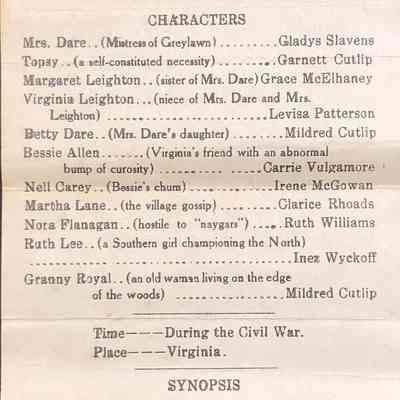 CHARACTERS
Mrs. Dare..(Mistress of Greylawn).........Gladys Slavens
Topsy..(a self-constituted necessity).......Garnett Cutlip
Margaret Leighton..(sister of Mrs. Dare) Grace McElhaney
Virginia Leighton...(niece of Mrs. Dare and Mrs.
Leighton) .........................Levisa Patterson
Betty Dare..(Mrs. Dare's daughter)........Mildred Cutlip
Bessie Allen.......(Virginia's friend with an abnormal
bump of curosity) ......... .....Carrie Vulgamore
Nell Carey..(Bessie's chum)..............Irene McGowan
Martha Lane..(the village gossip).........Clarice Rhoads
Nora Flanagan..(hostile to "naygars").....Ruth Williams
Ruth Lee..(a Southern girl championing the North)
.........................................Inez Wyckoff
Granny Royal..(an old woman living on the edge
of the woods) .................Mildred Cutlip
Time---During the Civil War.
Place---Virginia.
SYNOPSIS